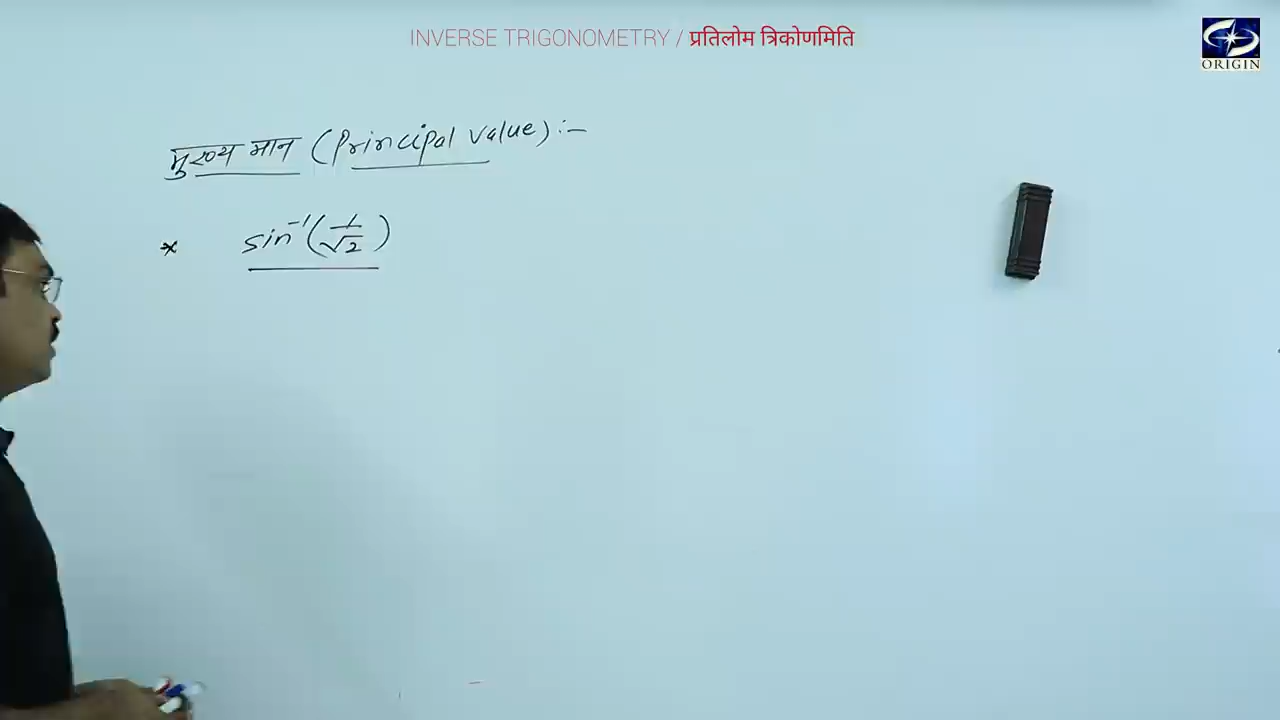 INVERSE TRIGONOMETRY / प्रतिलोम त्रिकोणमिति
ORIGIN
मुख्य मान (Principal Value) :-
* sin⁻¹(1/√2)